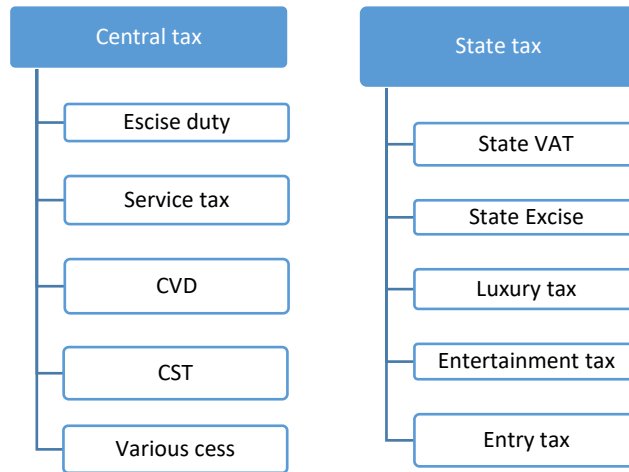 Central tax
Escise duty
Service tax
CVD
CST
Various cess
State tax
State VAT
State Excise
Luxury tax
Entertainment tax
Entry tax